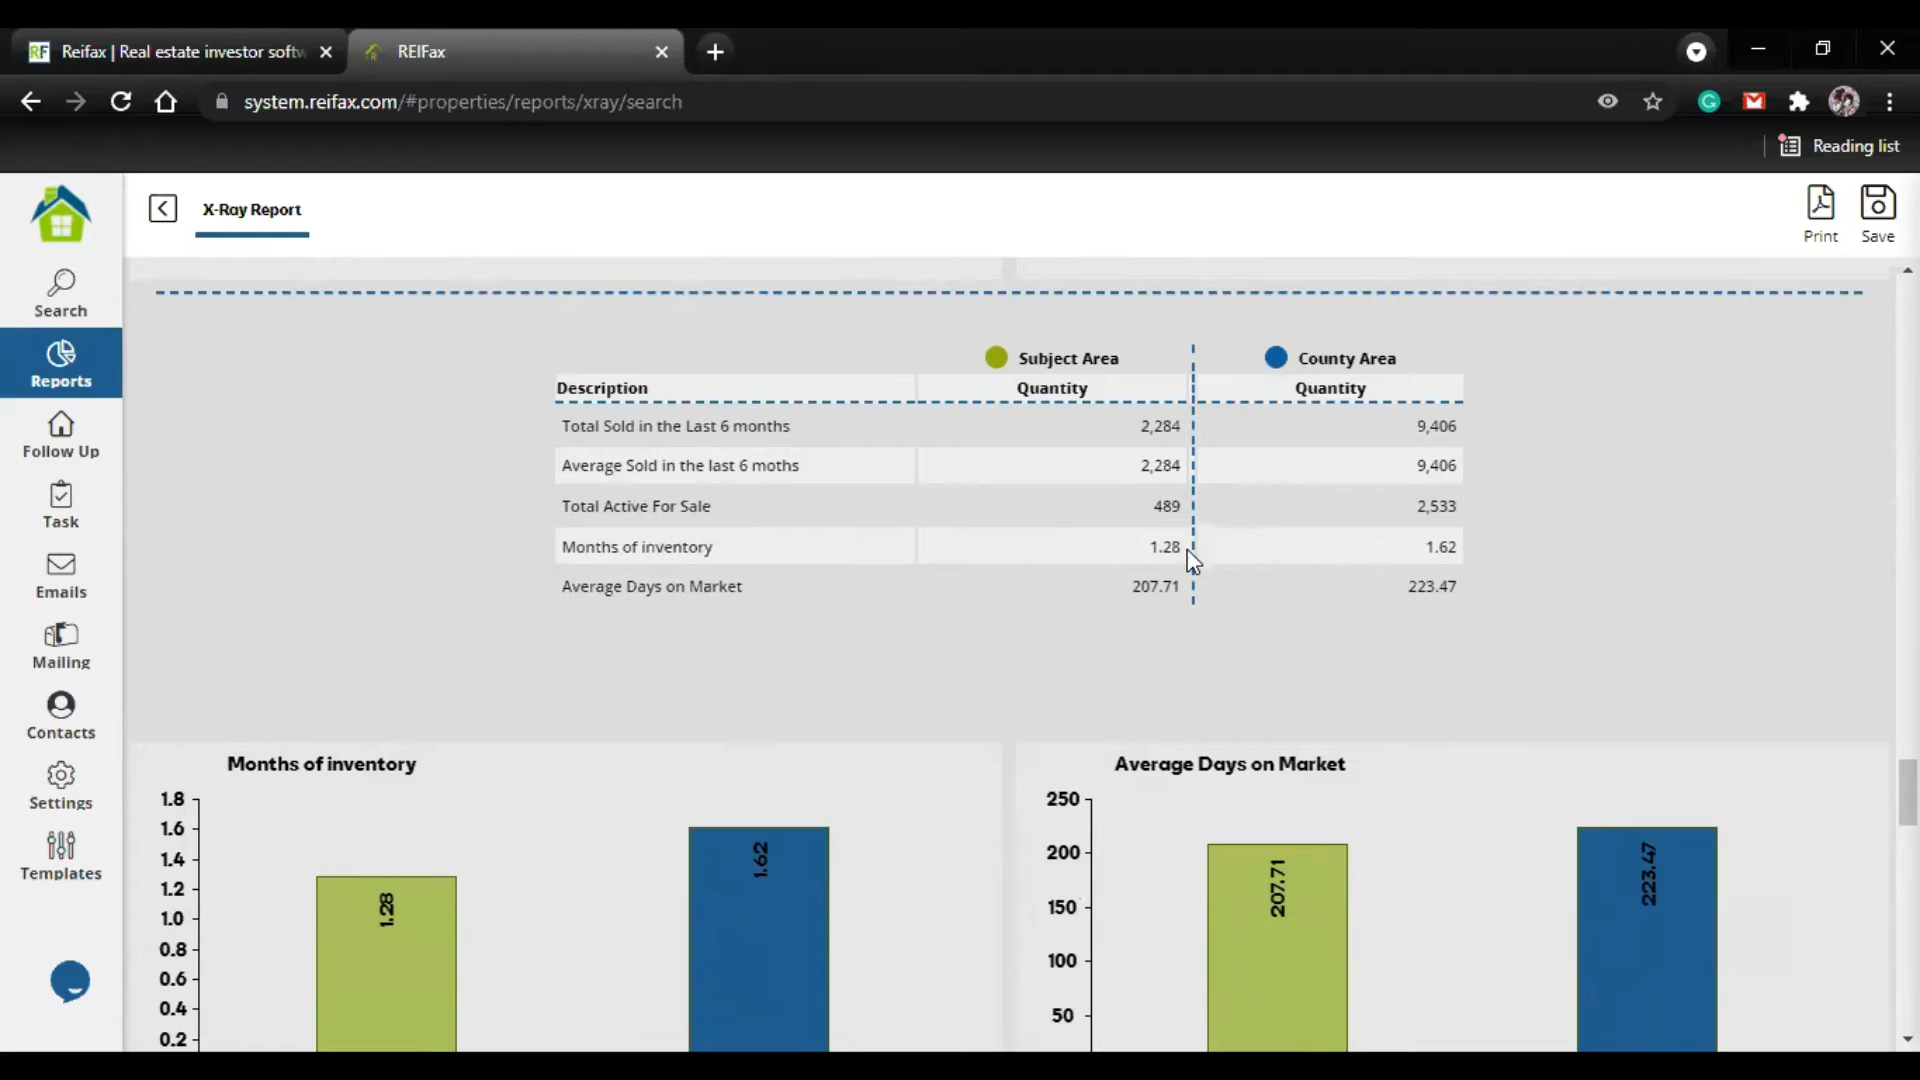 RF Reifax | Real estate investor softw
REIFax
system.reifax.com/#properties/reports/xray/search
Reading list
X-Ray Report
Print
Save
Search
Reports
Follow Up
Task
Emails
Mailing
Contacts
Settings
Templates
Subject Area
County Area
Description
Quantity
Quantity
Total Sold in the Last 6 months
2,284
9,406
Average Sold in the last 6 moths
2,284
9,406
Total Active For Sale
489
2,533
Months of inventory
1.28
1.62
Average Days on Market
207.71
223.47
Months of inventory
1.8
1.6
1.4
1.2
1.0
0.8
0.6
0.4
0.2
1.28
1.62
Average Days on Market
250
200
150
100
50
207.71
223.47